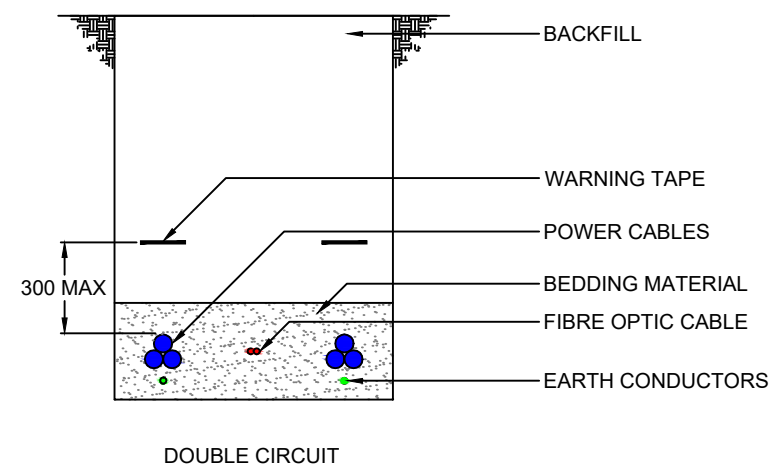 BACKFILL
WARNING TAPE
POWER CABLES
300 MAX
BEDDING MATERIAL
FIBRE OPTIC CABLE
EARTH CONDUCTORS
DOUBLE CIRCUIT